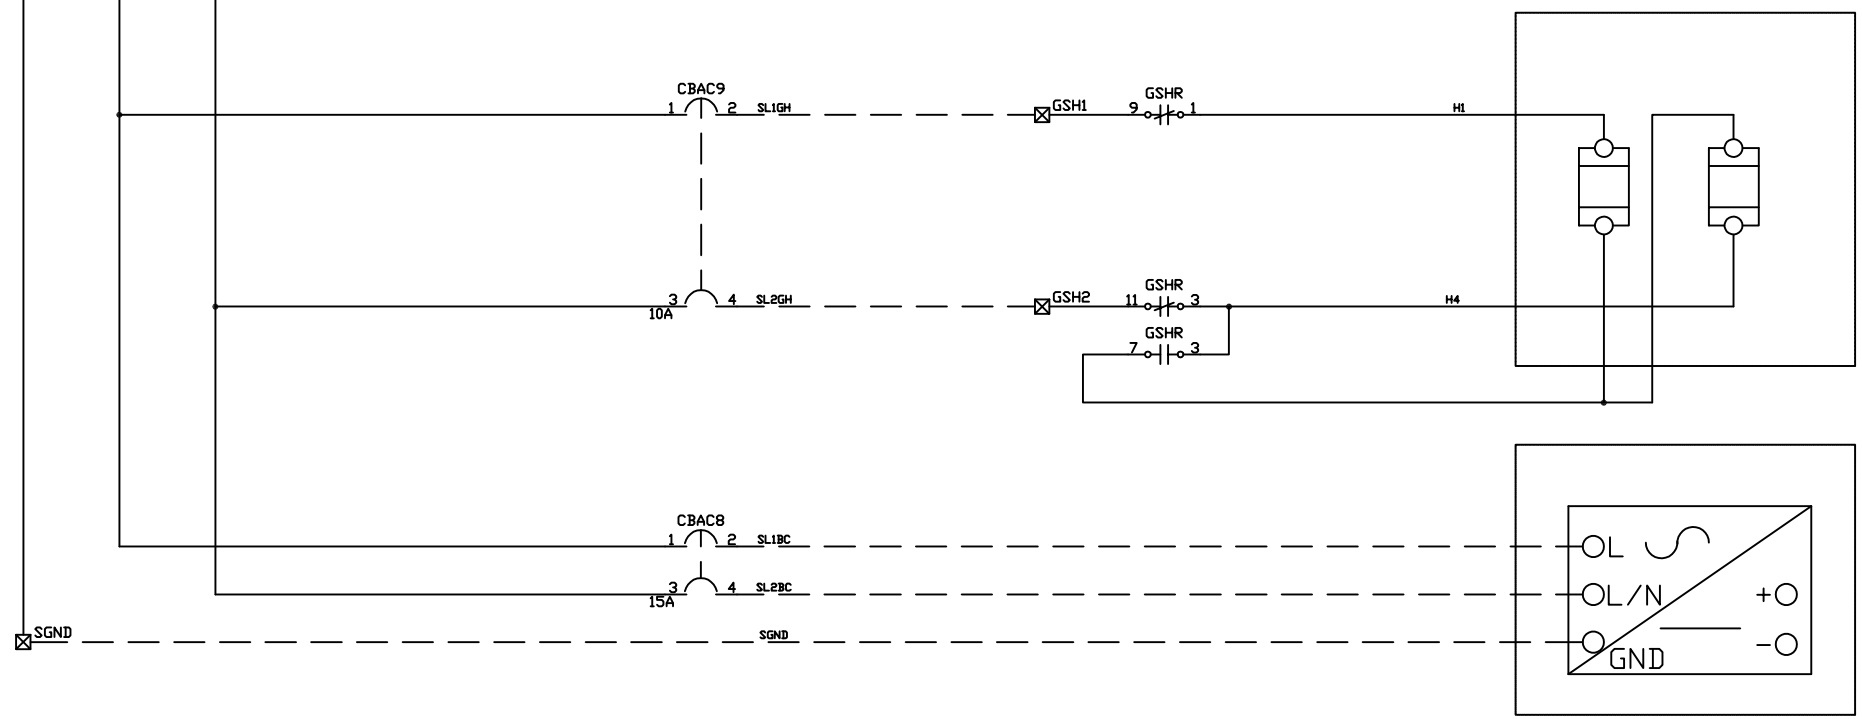 CBAC9
1 2 SL1GH
GSH1
GSHR
9 1
H1
3 4 SL2GH
10A
GSH2
GSHR
11 3
H4
GSHR
7 3
CBAC8
1 2 SL1BC
L
3 4 SL2BC
15A
L/N
+
SGND
SGND
GND
-